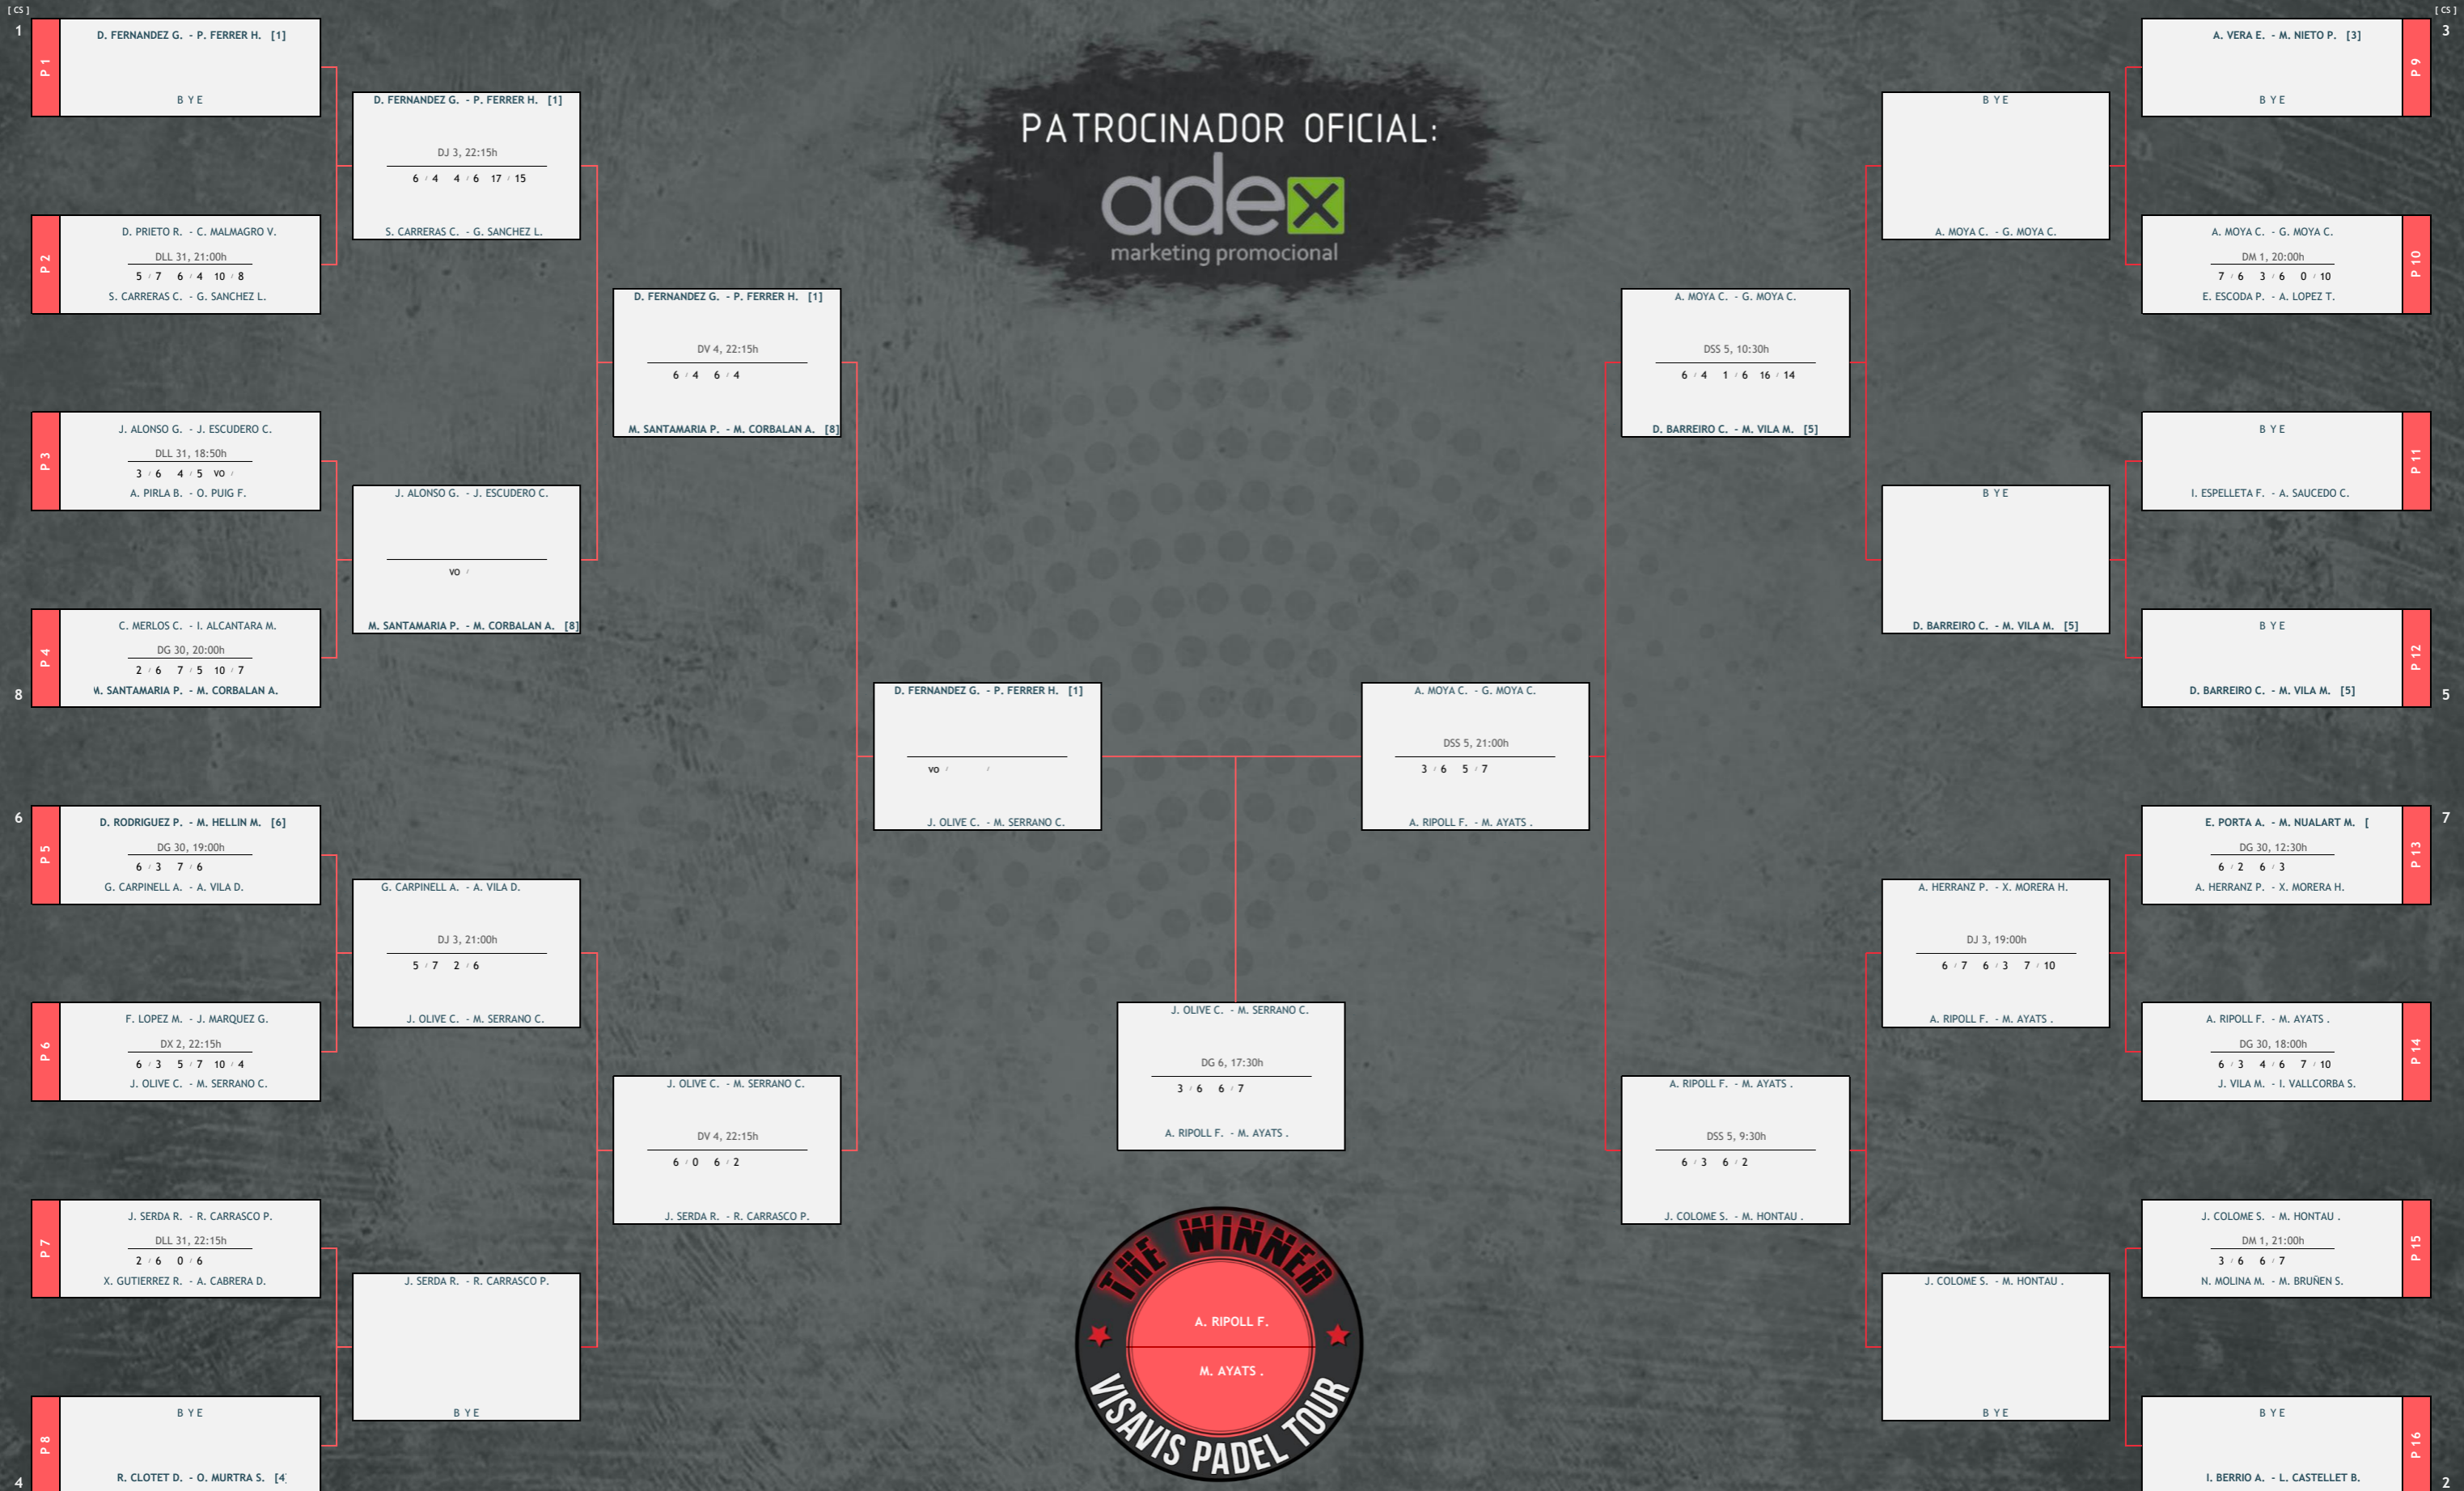 [ CS ]
1
P 1
D. FERNANDEZ G. - P. FERRER H. [1]
B Y E
P 2
D. PRIETO R. - C. MALMAGRO V.
DLL 31, 21:00h
5 / 7 6 / 4 10 / 8
S. CARRERAS C. - G. SANCHEZ L.
P 3
J. ALONSO G. - J. ESCUDERO C.
DLL 31, 18:50h
3 / 6 4 / 5 VO /
A. PIRLA B. - O. PUIG F.
P 4
C. MERLOS C. - I. ALCANTARA M.
DG 30, 20:00h
2 / 6 7 / 5 10 / 7
M. SANTAMARIA P. - M. CORBALAN A.
8
6
P 5
D. RODRIGUEZ P. - M. HELLIN M. [6]
DG 30, 19:00h
6 / 3 7 / 6
G. CARPINELL A. - A. VILA D.
P 6
F. LOPEZ M. - J. MARQUEZ G.
DX 2, 22:15h
6 / 3 5 / 7 10 / 4
J. OLIVE C. - M. SERRANO C.
P 7
J. SERDA R. - R. CARRASCO P.
DLL 31, 22:15h
2 / 6 0 / 6
X. GUTIERREZ R. - A. CABRERA D.
P 8
B Y E
R. CLOTET D. - O. MURTRA S. [4]
4
D. FERNANDEZ G. - P. FERRER H. [1]
DJ 3, 22:15h
6 / 4 4 / 6 17 / 15
S. CARRERAS C. - G. SANCHEZ L.
J. ALONSO G. - J. ESCUDERO C.
VO /
M. SANTAMARIA P. - M. CORBALAN A. [8]
G. CARPINELL A. - A. VILA D.
DJ 3, 21:00h
5 / 7 2 / 6
J. OLIVE C. - M. SERRANO C.
J. SERDA R. - R. CARRASCO P.
B Y E
D. FERNANDEZ G. - P. FERRER H. [1]
DV 4, 22:15h
6 / 4 6 / 4
M. SANTAMARIA P. - M. CORBALAN A. [8]
J. OLIVE C. - M. SERRANO C.
DV 4, 22:15h
6 / 0 6 / 2
J. SERDA R. - R. CARRASCO P.
D. FERNANDEZ G. - P. FERRER H. [1]
VO / /
J. OLIVE C. - M. SERRANO C.
PATROCINADOR OFICIAL:
adex
marketing promocional
J. OLIVE C. - M. SERRANO C.
DG 6, 17:30h
3 / 6 6 / 7
A. RIPOLL F. - M. AYATS .
THE WINNER
A. RIPOLL F.
M. AYATS .
VISAVIS PADEL TOUR
A. MOYA C. - G. MOYA C.
DSS 5, 21:00h
3 / 6 5 / 7
A. RIPOLL F. - M. AYATS .
A. MOYA C. - G. MOYA C.
DSS 5, 10:30h
6 / 4 1 / 6 16 / 14
D. BARREIRO C. - M. VILA M. [5]
A. RIPOLL F. - M. AYATS .
DSS 5, 9:30h
6 / 3 6 / 2
J. COLOME S. - M. HONTAU .
B Y E
A. MOYA C. - G. MOYA C.
B Y E
D. BARREIRO C. - M. VILA M. [5]
A. HERRANZ P. - X. MORERA H.
DJ 3, 19:00h
6 / 7 6 / 3 7 / 10
A. RIPOLL F. - M. AYATS .
J. COLOME S. - M. HONTAU .
B Y E
[ CS ]
3
P 9
A. VERA E. - M. NIETO P. [3]
B Y E
P 10
A. MOYA C. - G. MOYA C.
DM 1, 20:00h
7 / 6 3 / 6 0 / 10
E. ESCODA P. - A. LOPEZ T.
P 11
B Y E
I. ESPELLETA F. - A. SAUCEDO C.
P 12
B Y E
D. BARREIRO C. - M. VILA M. [5]
5
7
P 13
E. PORTA A. - M. NUALART M. [
DG 30, 12:30h
6 / 2 6 / 3
A. HERRANZ P. - X. MORERA H.
P 14
A. RIPOLL F. - M. AYATS .
DG 30, 18:00h
6 / 3 4 / 6 7 / 10
J. VILA M. - I. VALLCORBA S.
P 15
J. COLOME S. - M. HONTAU .
DM 1, 21:00h
3 / 6 6 / 7
N. MOLINA M. - M. BRUÑEN S.
P 16
B Y E
I. BERRIO A. - L. CASTELLET B.
2